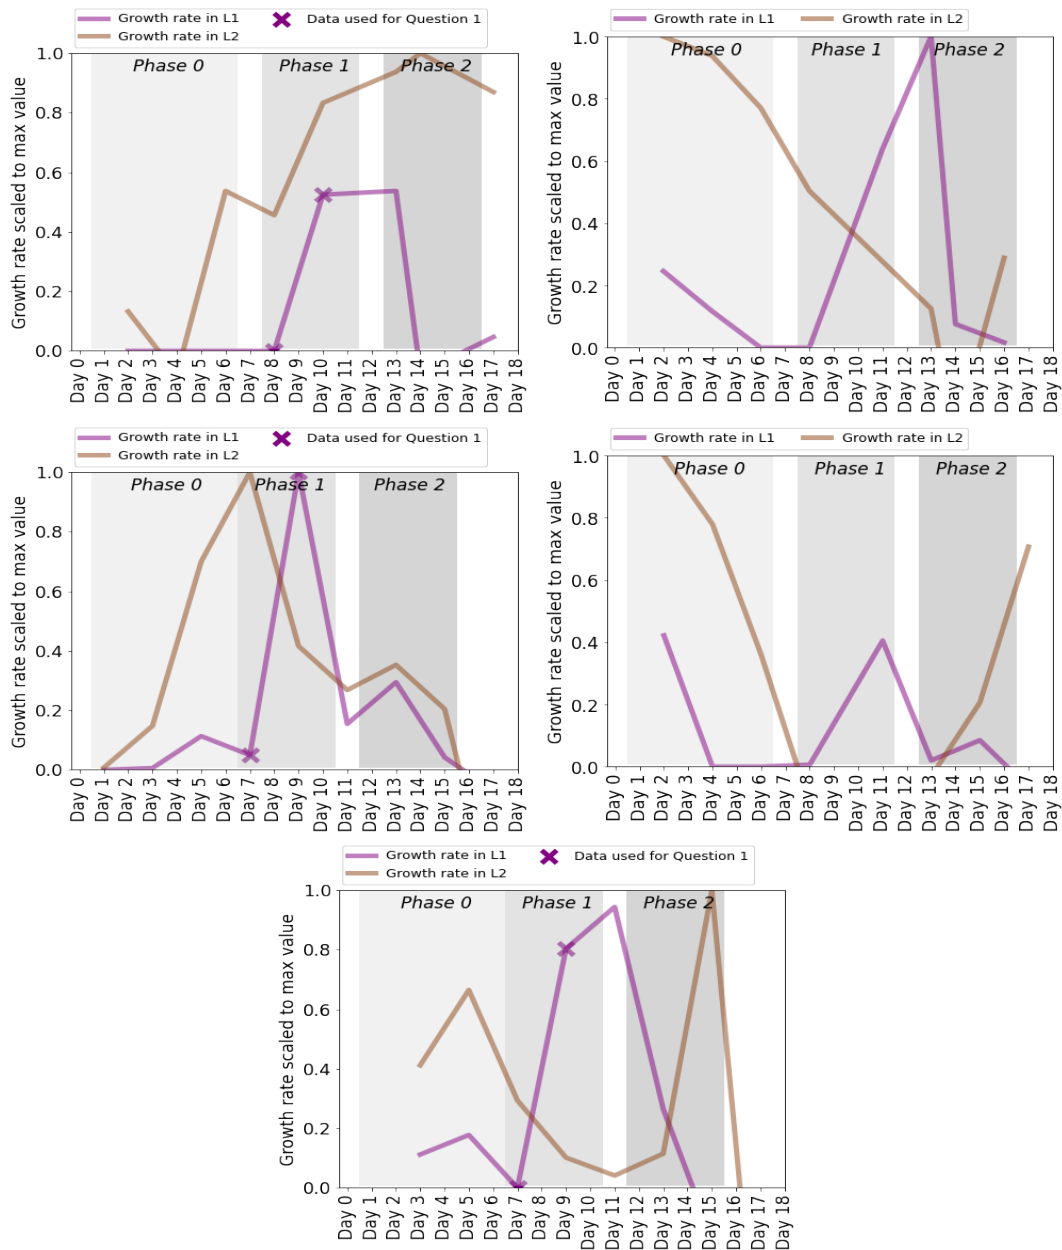 Growth rate in L1 Data used for Question 1
Growth rate in L2
Growth rate scaled to max value
1.0
0.8
0.6
0.4
0.2
0.0
Phase 0 Phase 1 Phase 2
Day 0 Day 1 Day 2 Day 3 Day 4 Day 5 Day 6 Day 7 Day 8 Day 9 Day 10 Day 11 Day 12 Day 13 Day 14 Day 15 Day 16 Day 17 Day 18
Growth rate in L1 Growth rate in L2
Growth rate scaled to max value
1.0
0.8
0.6
0.4
0.2
0.0
Phase 0 Phase 1 Phase 2
Day 0 Day 1 Day 2 Day 3 Day 4 Day 5 Day 6 Day 7 Day 8 Day 9 Day 10 Day 11 Day 12 Day 13 Day 14 Day 15 Day 16 Day 17 Day 18
Growth rate in L1 Data used for Question 1
Growth rate in L2
Growth rate scaled to max value
1.0
0.8
0.6
0.4
0.2
0.0
Phase 0 Phase 1 Phase 2
Day 0 Day 1 Day 2 Day 3 Day 4 Day 5 Day 6 Day 7 Day 8 Day 9 Day 10 Day 11 Day 12 Day 13 Day 14 Day 15 Day 16 Day 17 Day 18
Growth rate in L1 Growth rate in L2
Growth rate scaled to max value
1.0
0.8
0.6
0.4
0.2
0.0
Phase 0 Phase 1 Phase 2
Day 0 Day 1 Day 2 Day 3 Day 4 Day 5 Day 6 Day 7 Day 8 Day 9 Day 10 Day 11 Day 12 Day 13 Day 14 Day 15 Day 16 Day 17 Day 18
Growth rate in L1 Data used for Question 1
Growth rate in L2
Growth rate scaled to max value
1.0
0.8
0.6
0.4
0.2
0.0
Phase 0 Phase 1 Phase 2
Day 0 Day 1 Day 2 Day 3 Day 4 Day 5 Day 6 Day 7 Day 8 Day 9 Day 10 Day 11 Day 12 Day 13 Day 14 Day 15 Day 16 Day 17 Day 18